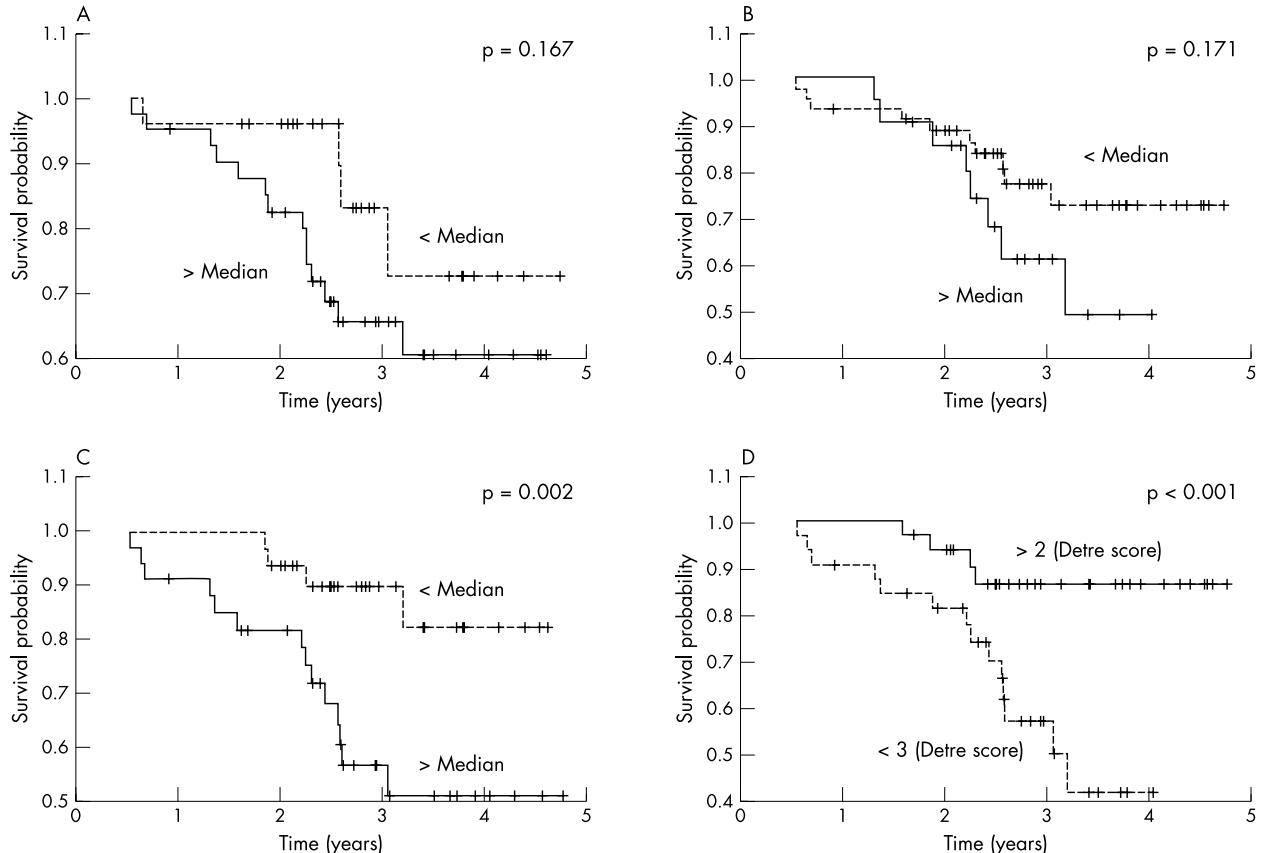 A
p = 0.167
1.1
1.0
0.9
0.8
0.7
0.6
Survival probability
< Median
> Median
0 1 2 3 4 5
Time (years)
B
p = 0.171
1.1
1.0
0.9
0.8
0.7
0.6
0.5
0.4
Survival probability
< Median
> Median
0 1 2 3 4 5
Time (years)
C
p = 0.002
1.1
1.0
0.9
0.8
0.7
0.6
0.5
Survival probability
< Median
> Median
0 1 2 3 4 5
Time (years)
D
p < 0.001
1.1
1.0
0.9
0.8
0.7
0.6
0.5
0.4
Survival probability
> 2 (Detre score)
< 3 (Detre score)
0 1 2 3 4 5
Time (years)